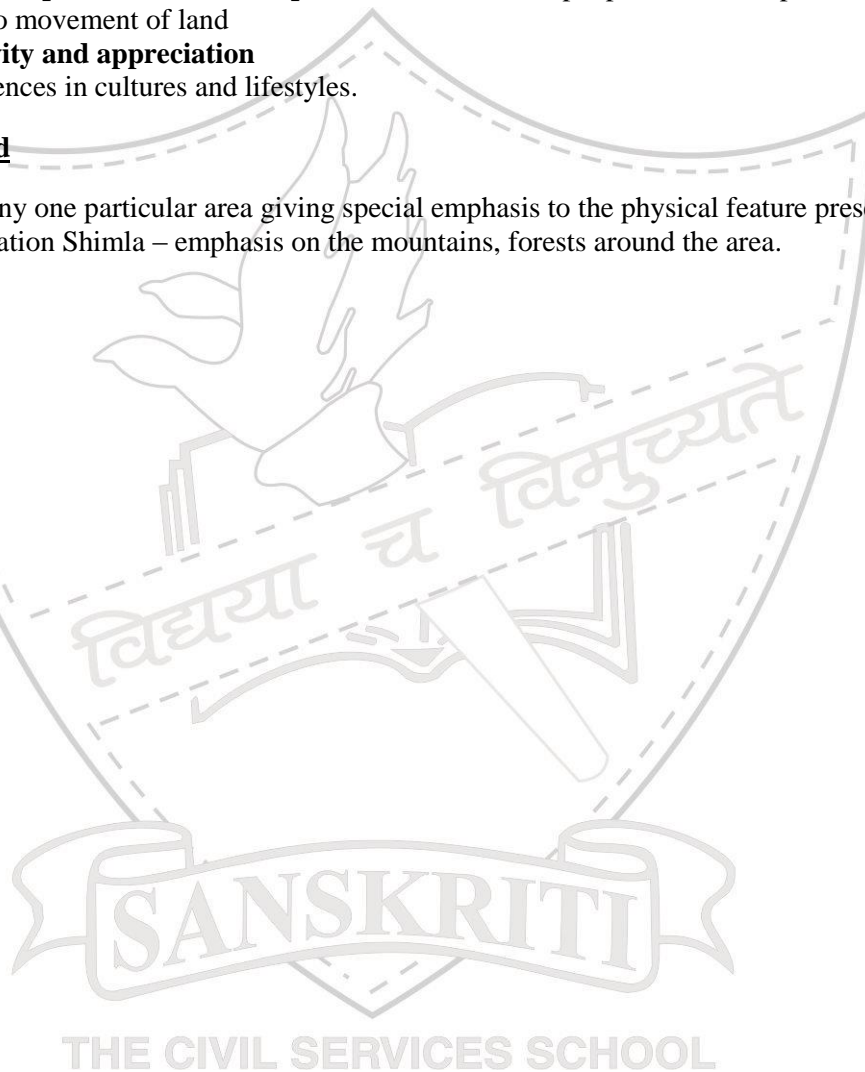 o movement of land
vity and appreciation
ences in cultures and lifestyles.
d
ny one particular area giving special emphasis to the physical feature prese
ation Shimla – emphasis on the mountains, forests around the area.
विद्यया च विमुच्यते
SANSKRITI
THE CIVIL SERVICES SCHOOL